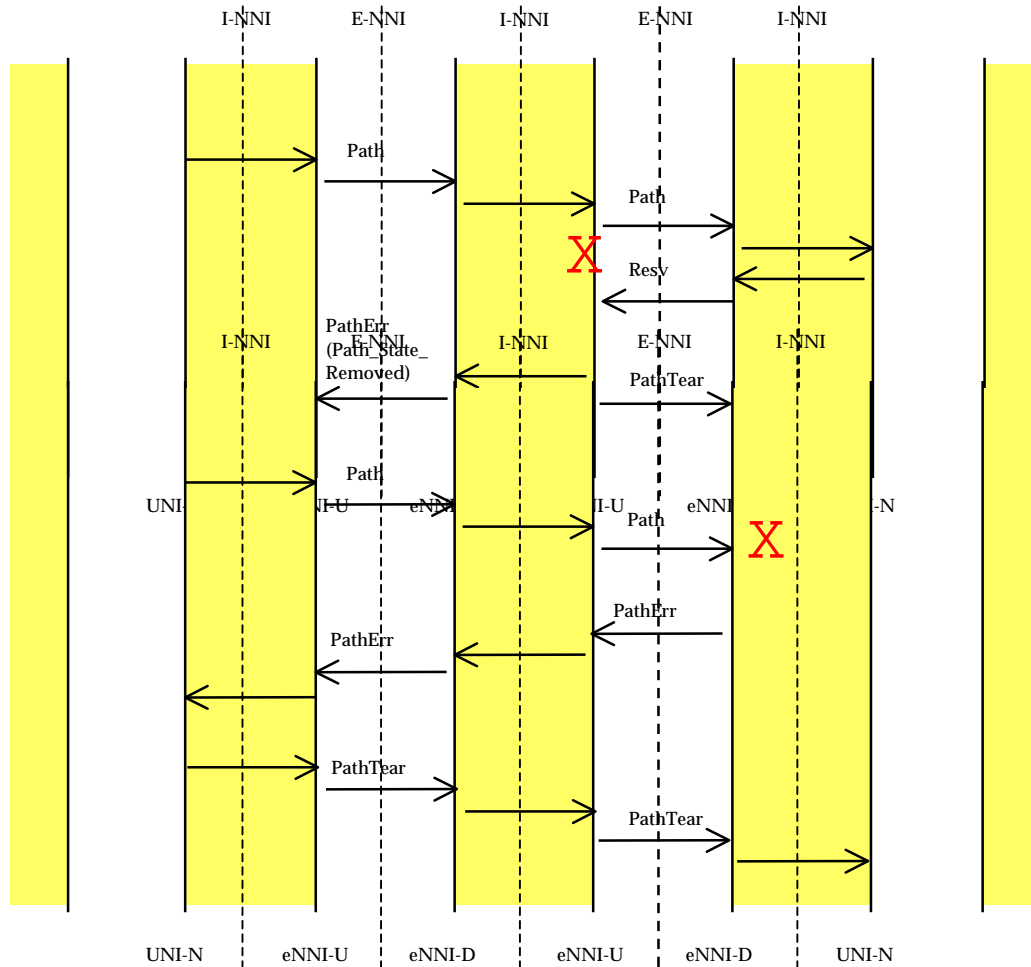 I-NNI E-NNI I-NNI E-NNI I-NNI
Path
Path
X
Resv
PathErr
I-NNI E-NNI I-NNI E-NNI I-NNI
(Path_State_
Removed)
PathTear
Path
Path
X
PathErr
PathErr
PathTear
PathTear
UNI-N eNNI-U eNNI-D eNNI-U eNNI-D UNI-N